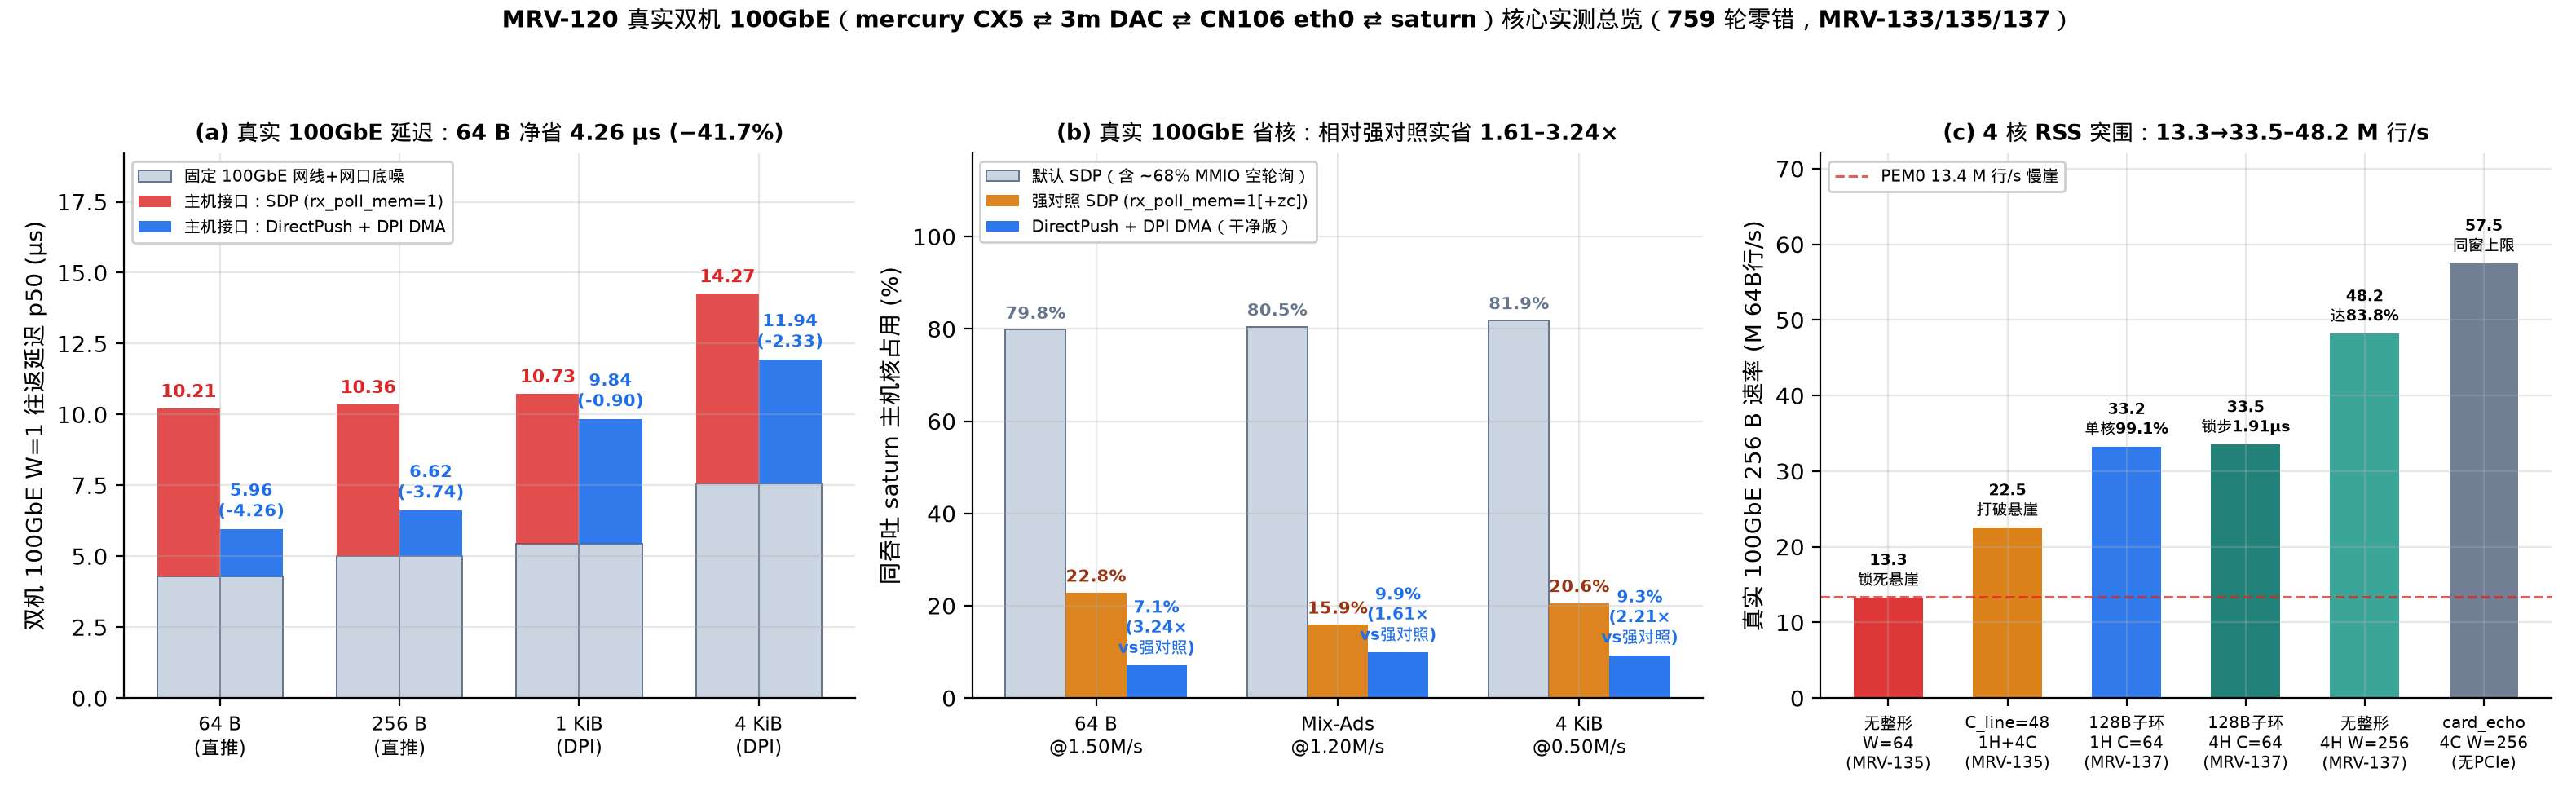 MRV-120 真实双机 100GbE（mercury CX5 ⇄ 3m DAC ⇄ CN106 eth0 ⇄ saturn）核心实测总览（759 轮零错，MRV-133/135/137）
(a) 真实 100GbE 延迟：64 B 净省 4.26 μs (−41.7%)
双机 100GbE W=1 往返延迟 p50 (μs)
固定 100GbE 网线+网口底噪
主机接口：SDP (rx_poll_mem=1)
主机接口：DirectPush + DPI DMA
17.5
15.0
12.5
10.0
7.5
5.0
2.5
0.0
10.21
5.96
(-4.26)
10.36
6.62
(-3.74)
10.73
9.84
(-0.90)
14.27
11.94
(-2.33)
64 B
(直推)
256 B
(直推)
1 KiB
(DPI)
4 KiB
(DPI)
(b) 真实 100GbE 省核：相对强对照实省 1.61–3.24×
同吞吐 saturn 主机核占用 (%)
默认 SDP（含 ~68% MMIO 空轮询）
强对照 SDP (rx_poll_mem=1[+zc])
DirectPush + DPI DMA（干净版）
100
80
60
40
20
0
79.8%
22.8%
7.1%
(3.24×
vs强对照)
80.5%
15.9%
9.9%
(1.61×
vs强对照)
81.9%
20.6%
9.3%
(2.21×
vs强对照)
64 B
@1.50M/s
Mix-Ads
@1.20M/s
4 KiB
@0.50M/s
(c) 4 核 RSS 突围：13.3→33.5–48.2 M 行/s
真实 100GbE 256 B 速率 (M 64B行/s)
PEM0 13.4 M 行/s 慢崖
70
60
50
40
30
20
10
0
13.3
锁死悬崖
22.5
打破悬崖
33.2
单核99.1%
33.5
锁步1.91μs
48.2
达83.8%
57.5
同窗上限
无整形
W=64
(MRV-135)
C_line=48
1H+4C
(MRV-135)
128B子环
1H C=64
(MRV-137)
128B子环
4H C=64
(MRV-137)
无整形
4H W=256
(MRV-137)
card_echo
4C W=256
(无PCIe)